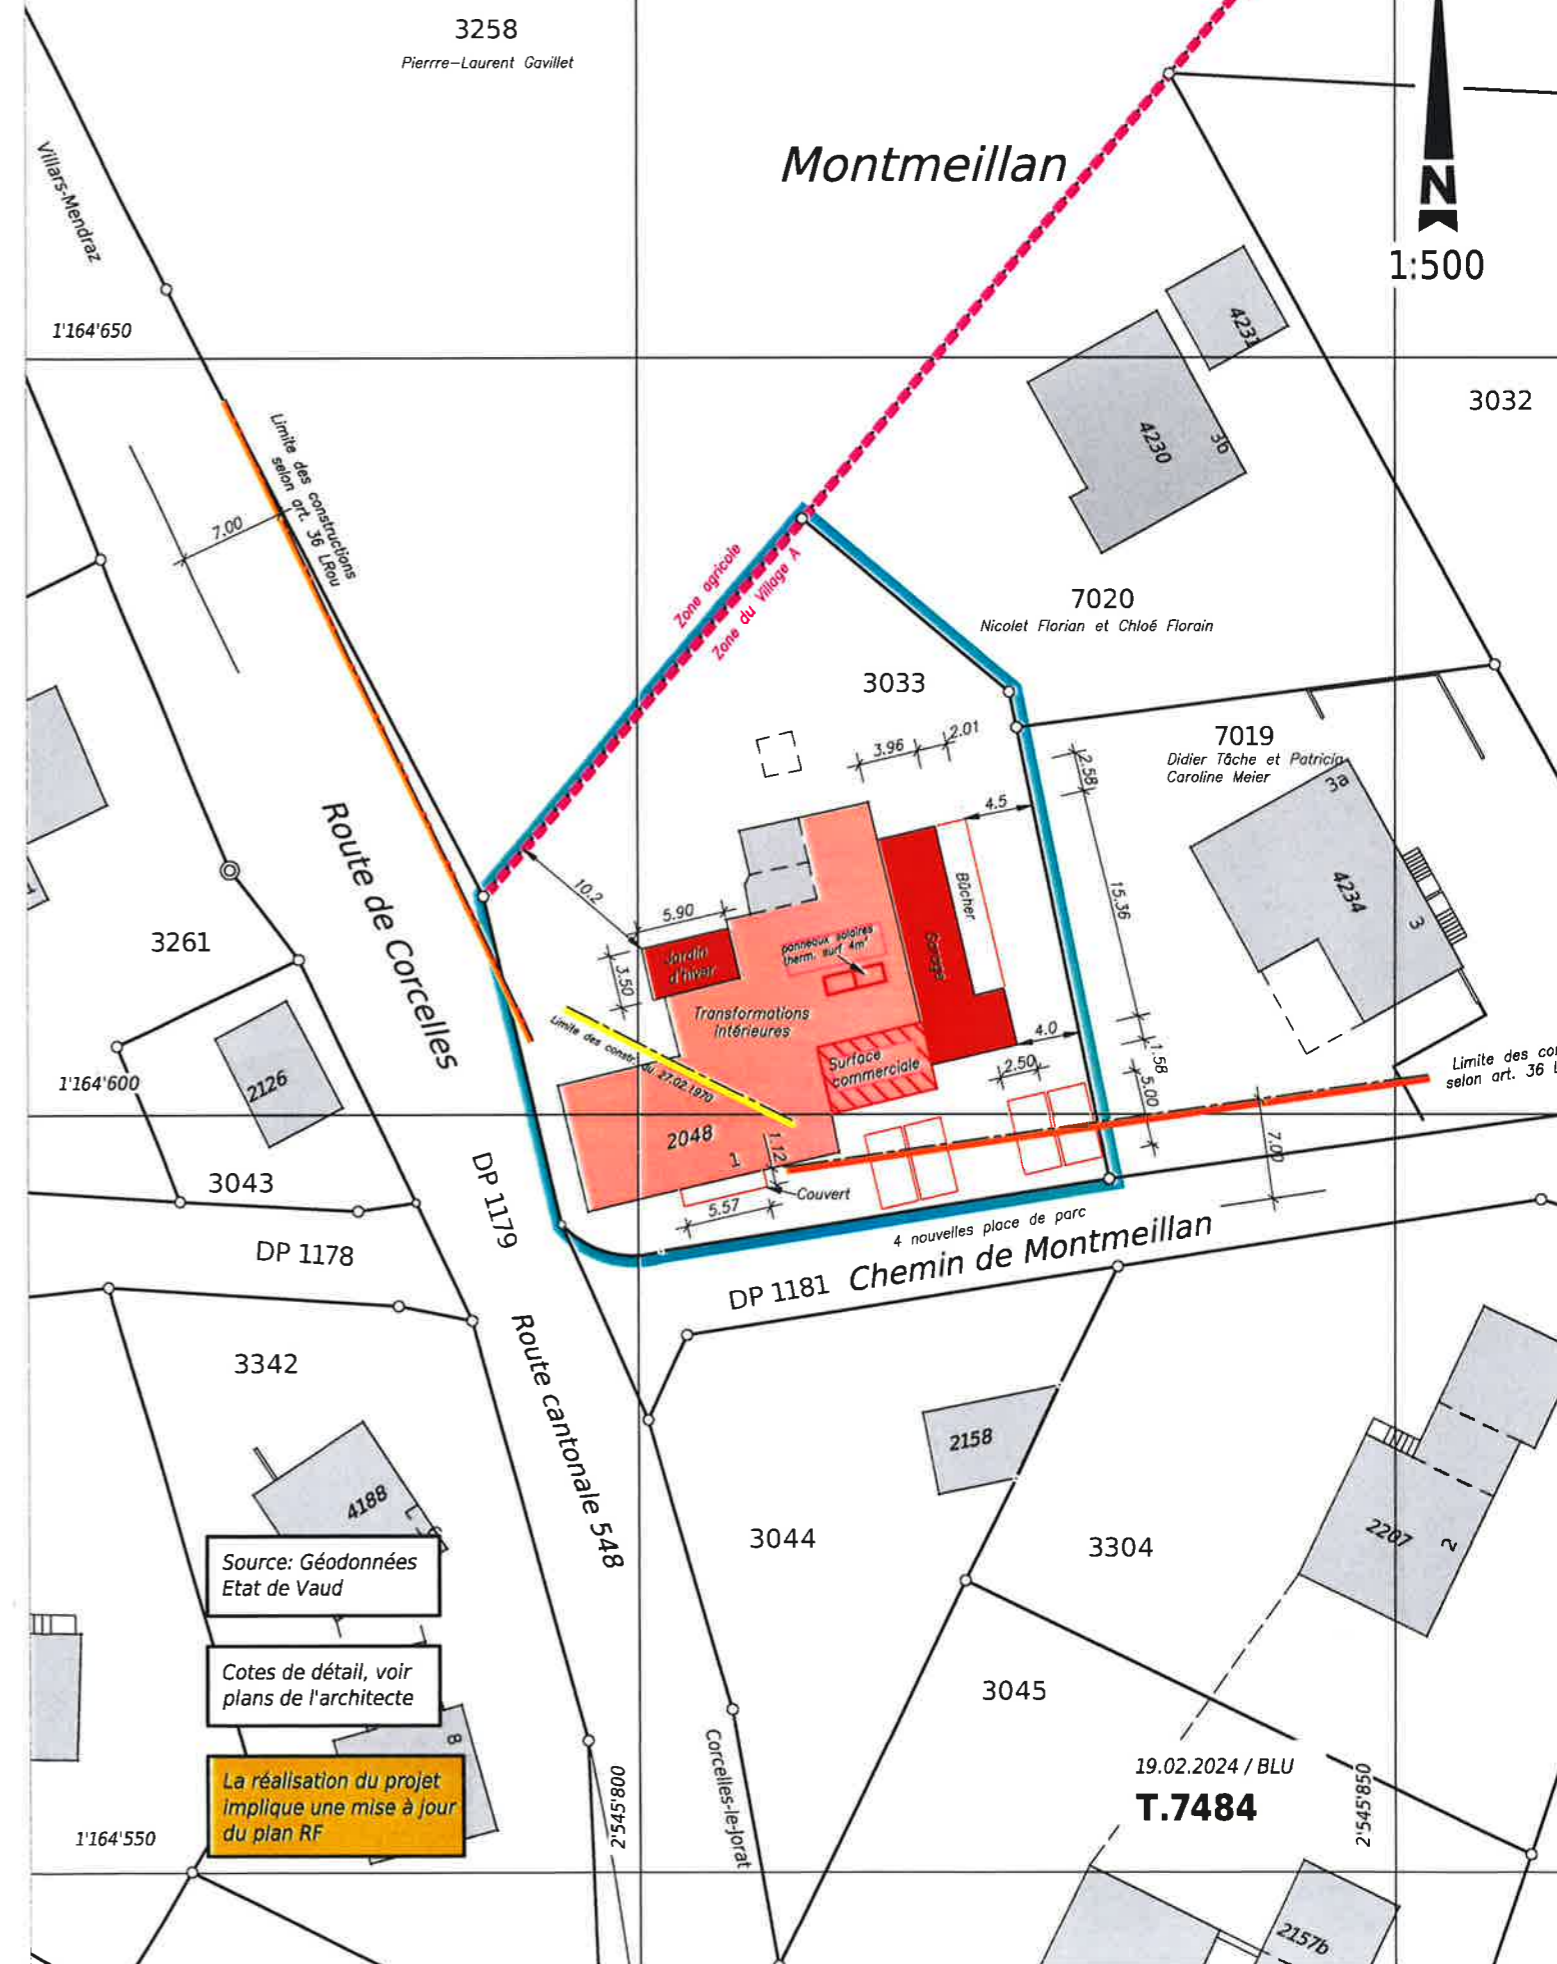 3258
Pierrre-Laurent Gavillet
Montmeillan
N
1:500
Villars-Mendraz
1'164'650
4231
4230
3b
3032
Limite des constructions
selon art. 36 LRou
7.00
Zone agricole
Zone du Village A
7020
Nicolet Florian et Chloé Florain
3033
7019
Didier Tâche et Patricia
Caroline Meier
3a
4234
3
3.96
2.01
2.58
4.5
15.36
Route de Corcelles
10.2
5.90
3.50
Jardin
d'hiver
panneaux solaires
therm. surf. 4m²
Bûcher
Garage
Transformations
intérieures
Surface
commerciale
Limite des constr. du 27.02.1970
4.0
2.50
1.58
5.00
7.00
Limite des co
selon art. 36 L
3261
2126
1'164'600
3043
2048
1
1.12
Couvert
5.57
4 nouvelles place de parc
DP 1179
DP 1178
DP 1181 Chemin de Montmeillan
3342
Route cantonale 548
2158
4188
3044
3304
2207
2
Source: Géodonnées
Etat de Vaud
Cotes de détail, voir
plans de l'architecte
La réalisation du projet
implique une mise à jour
du plan RF
8
3045
Corcelles-le-Jorat
19.02.2024 / BLU
T.7484
1'164'550
2'545'800
2'545'850
2157b